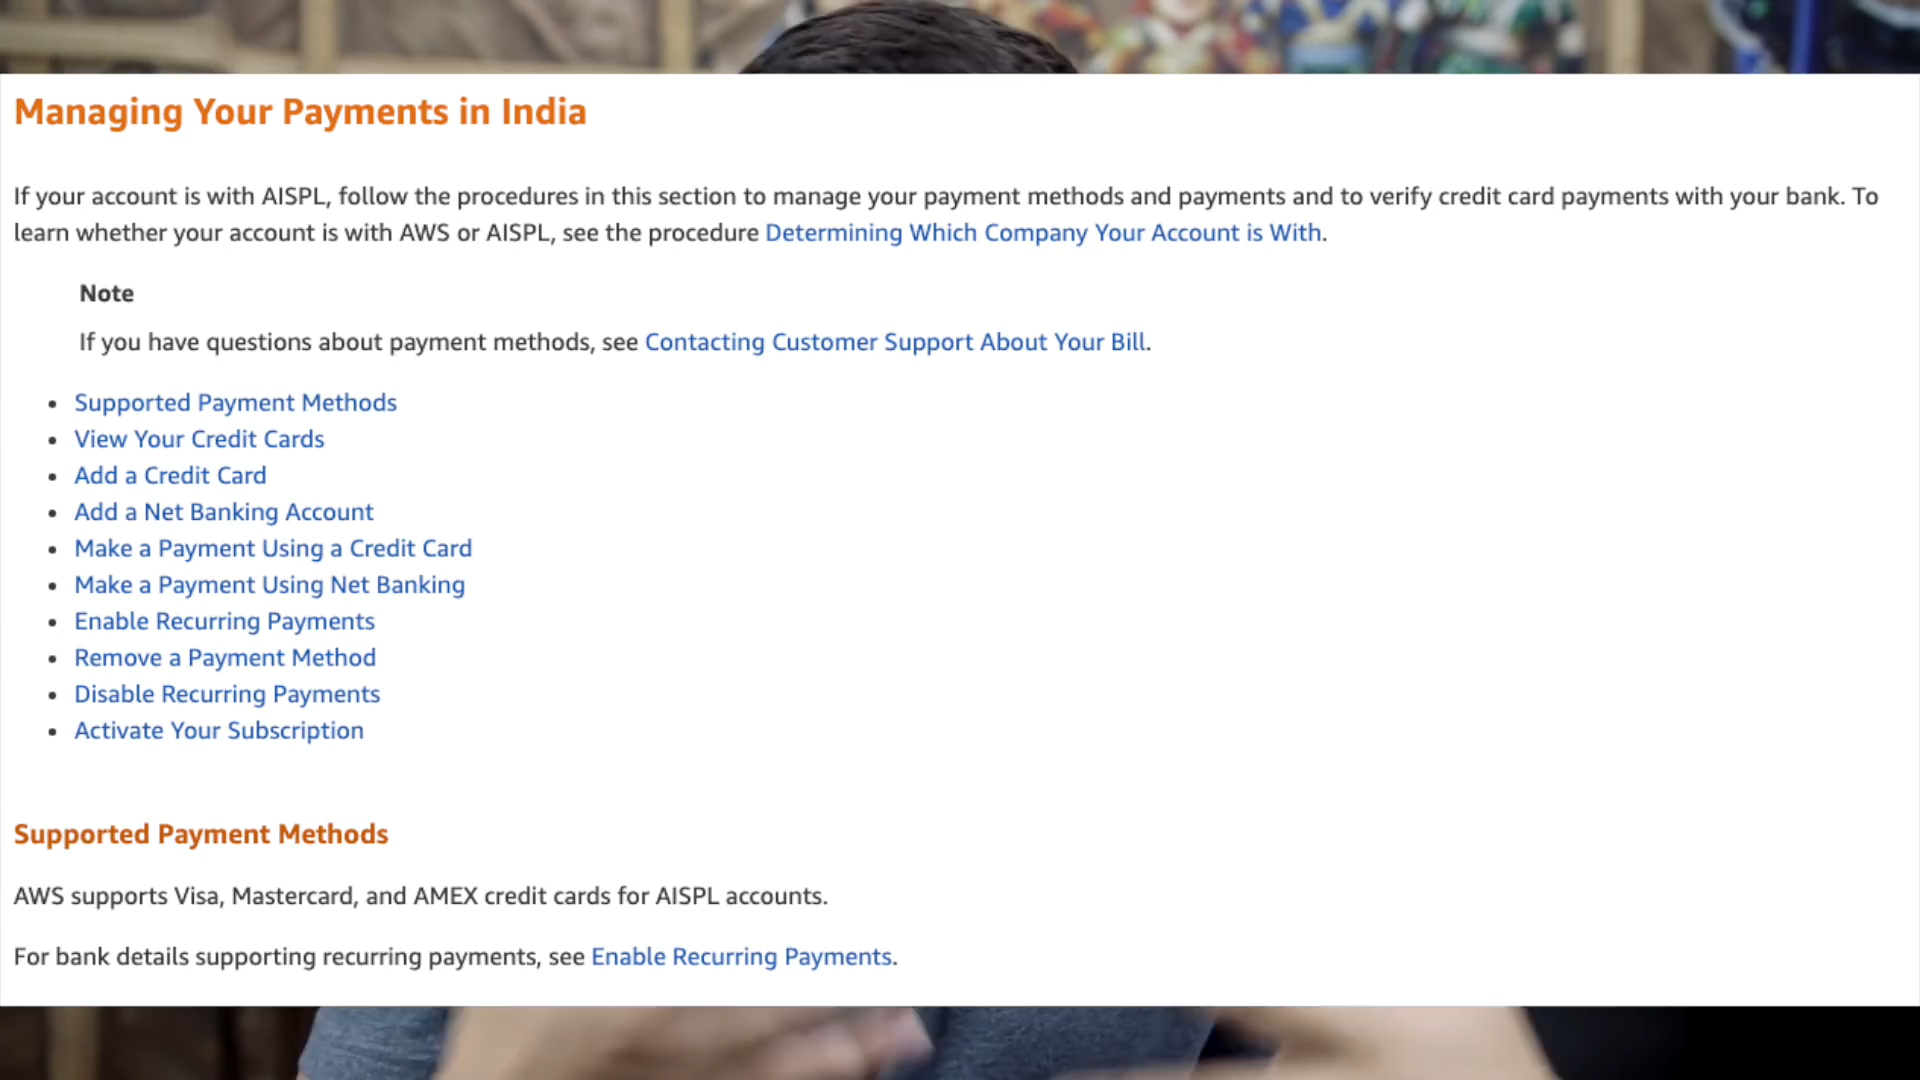 Managing Your Payments in India
If your account is with AISPL, follow the procedures in this section to manage your payment methods and payments and to verify credit card payments with your bank. To
learn whether your account is with AWS or AISPL, see the procedure Determining Which Company Your Account is With.
Note
If you have questions about payment methods, see Contacting Customer Support About Your Bill.
• Supported Payment Methods
• View Your Credit Cards
• Add a Credit Card
• Add a Net Banking Account
• Make a Payment Using a Credit Card
• Make a Payment Using Net Banking
• Enable Recurring Payments
• Remove a Payment Method
• Disable Recurring Payments
• Activate Your Subscription
Supported Payment Methods
AWS supports Visa, Mastercard, and AMEX credit cards for AISPL accounts.
For bank details supporting recurring payments, see Enable Recurring Payments.